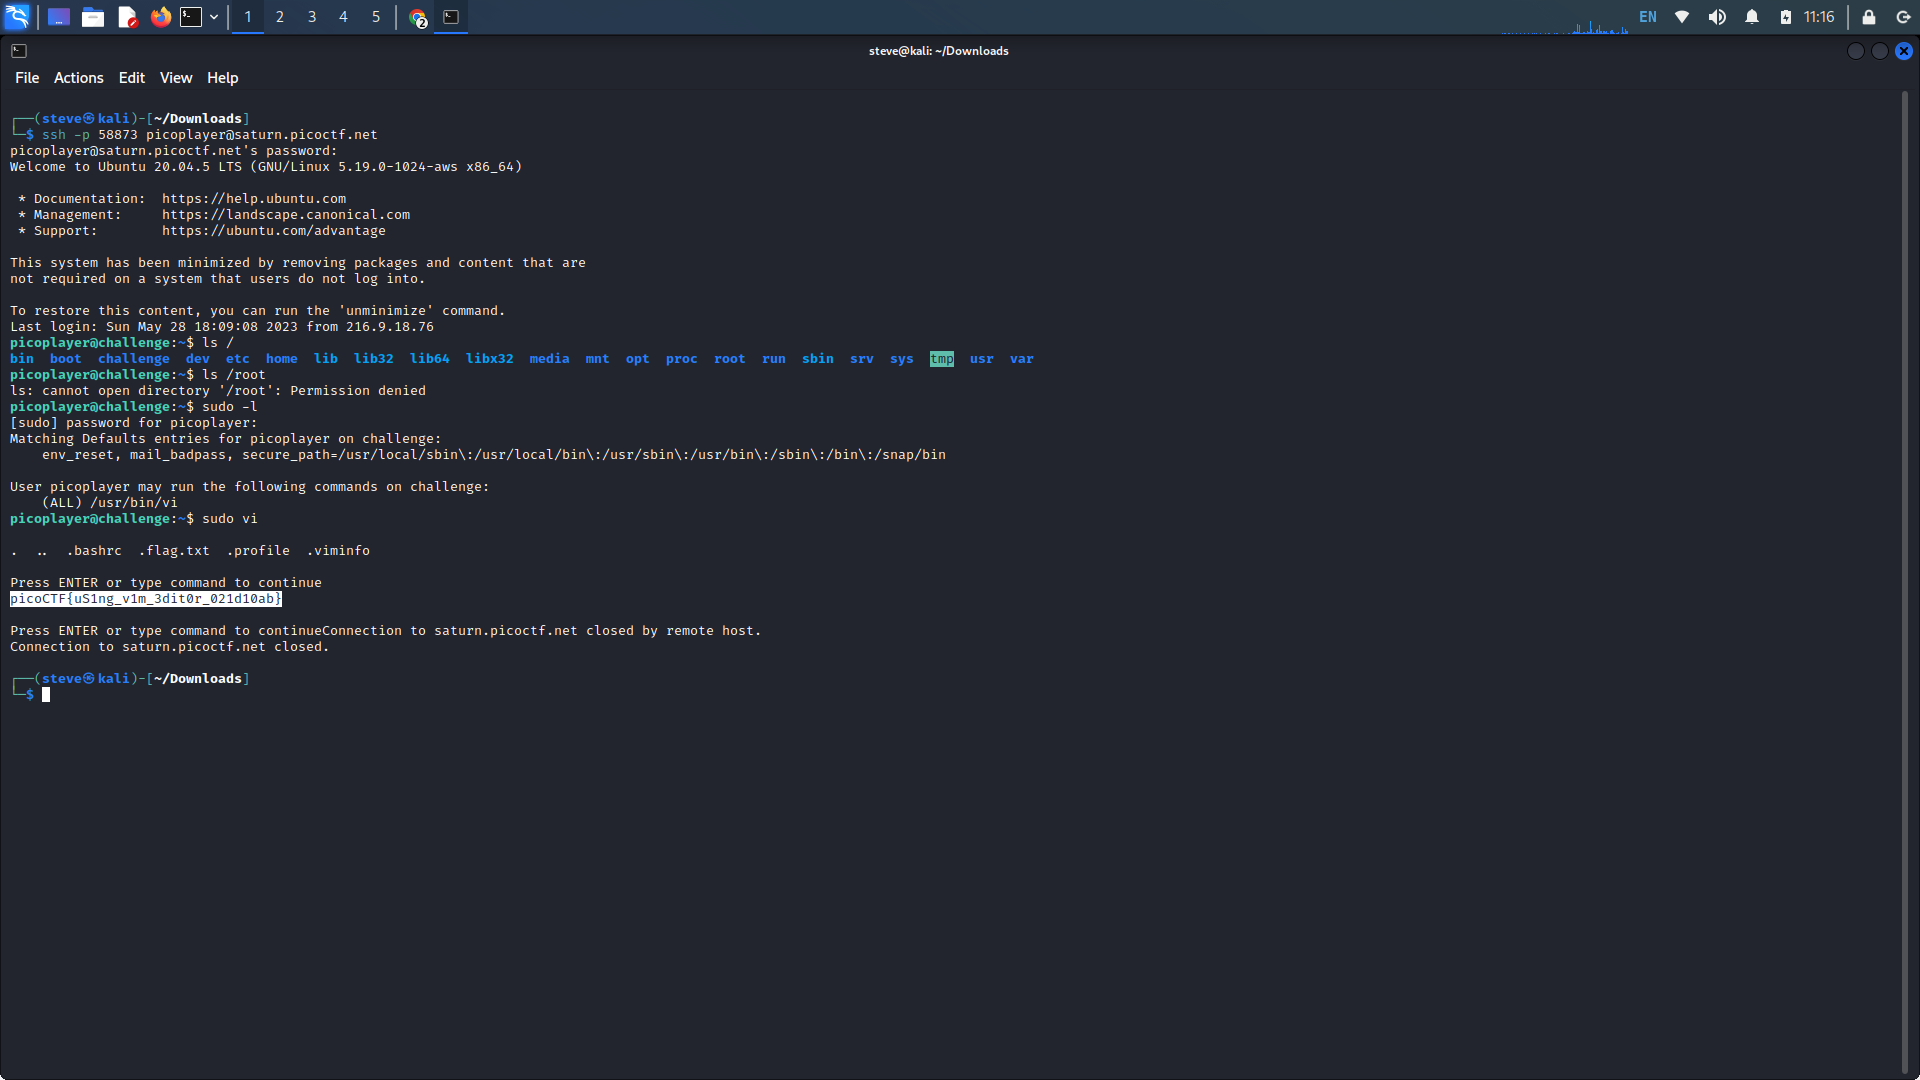 1 2 3 4 5 2 EN 11:16
steve@kali: ~/Downloads
File Actions Edit View Help
┌──(steve㉿kali)-[~/Downloads]
└─$ ssh -p 58873 picoplayer@saturn.picoctf.net
picoplayer@saturn.picoctf.net's password:
Welcome to Ubuntu 20.04.5 LTS (GNU/Linux 5.19.0-1024-aws x86_64)
* Documentation:  https://help.ubuntu.com
* Management:     https://landscape.canonical.com
* Support:        https://ubuntu.com/advantage
This system has been minimized by removing packages and content that are
not required on a system that users do not log into.
To restore this content, you can run the 'unminimize' command.
Last login: Sun May 28 18:09:08 2023 from 216.9.18.76
picoplayer@challenge:~$ ls /
bin  boot  challenge  dev  etc  home  lib  lib32  lib64  libx32  media  mnt  opt  proc  root  run  sbin  srv  sys  tmp  usr  var
picoplayer@challenge:~$ ls /root
ls: cannot open directory '/root': Permission denied
picoplayer@challenge:~$ sudo -l
[sudo] password for picoplayer:
Matching Defaults entries for picoplayer on challenge:
env_reset, mail_badpass, secure_path=/usr/local/sbin\:/usr/local/bin\:/usr/sbin\:/usr/bin\:/sbin\:/bin\:/snap/bin
User picoplayer may run the following commands on challenge:
(ALL) /usr/bin/vi
picoplayer@challenge:~$ sudo vi
.  ..  .bashrc  .flag.txt  .profile  .viminfo
Press ENTER or type command to continue
picoCTF{uS1ng_v1m_3dit0r_021d10ab}
Press ENTER or type command to continueConnection to saturn.picoctf.net closed by remote host.
Connection to saturn.picoctf.net closed.
┌──(steve㉿kali)-[~/Downloads]
└─$